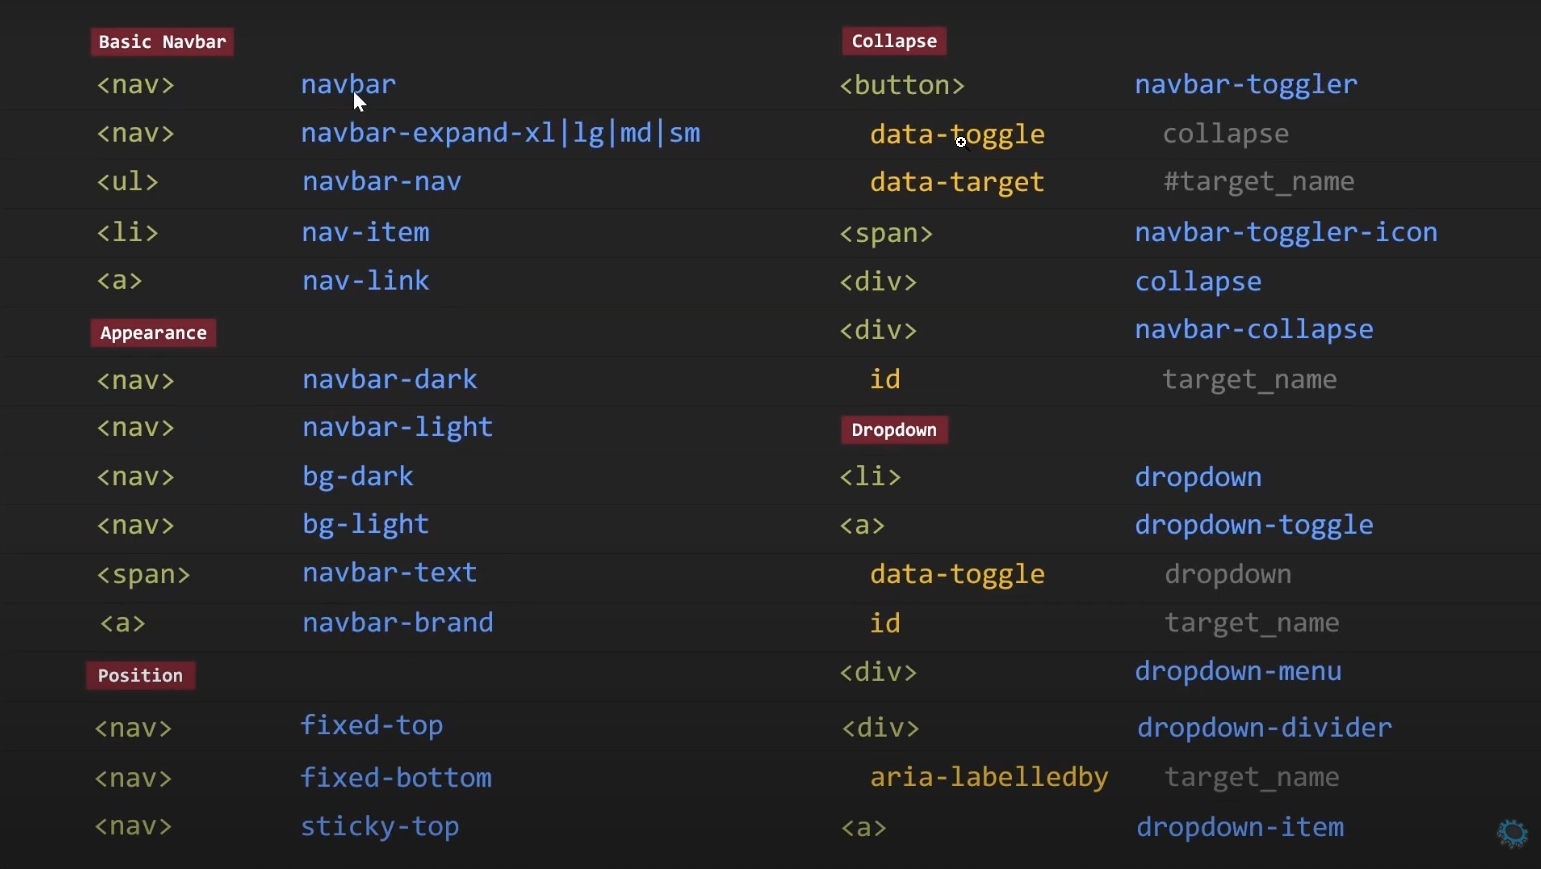 Basic Navbar
<nav> navbar
<nav> navbar-expand-xl|lg|md|sm
<ul> navbar-nav
<li> nav-item
<a> nav-link
Appearance
<nav> navbar-dark
<nav> navbar-light
<nav> bg-dark
<nav> bg-light
<span> navbar-text
<a> navbar-brand
Position
<nav> fixed-top
<nav> fixed-bottom
<nav> sticky-top
Collapse
<button> navbar-toggler
data-toggle collapse
data-target #target_name
<span> navbar-toggler-icon
<div> collapse
<div> navbar-collapse
id target_name
Dropdown
<li> dropdown
<a> dropdown-toggle
data-toggle dropdown
id target_name
<div> dropdown-menu
<div> dropdown-divider
aria-labelledby target_name
<a> dropdown-item